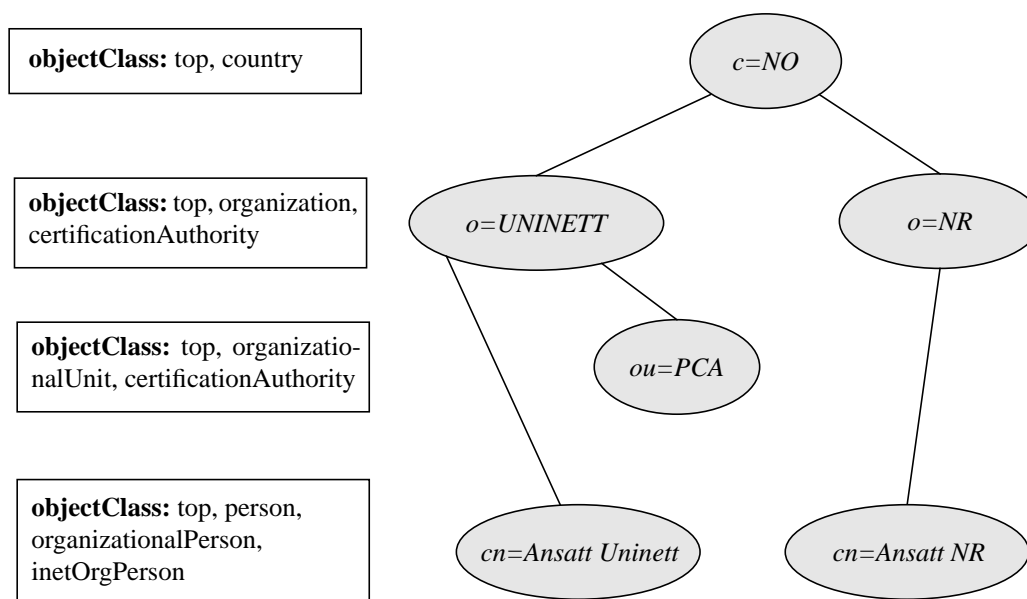 objectClass: top, country
c=NO
objectClass: top, organization,
certificationAuthority
o=UNINETT
o=NR
objectClass: top, organizatio-
nalUnit, certificationAuthority
ou=PCA
objectClass: top, person,
organizationalPerson,
inetOrgPerson
cn=Ansatt Uninett
cn=Ansatt NR